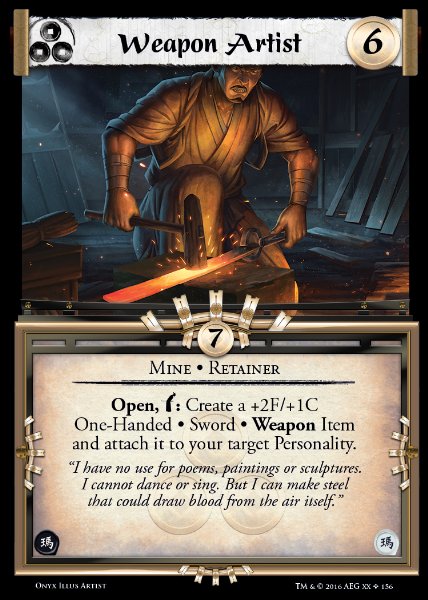 Weapon Artist
6
7
Mine • Retainer
Open, : Create a +2F/+1C
One-Handed • Sword • Weapon Item
and attach it to your target Personality.
“I have no use for poems, paintings or sculptures.
I cannot dance or sing. But I can make steel
that could draw blood from the air itself.”
瑪 瑪
Onyx Illus Artist TM & © 2016 AEG XX ❖ 156